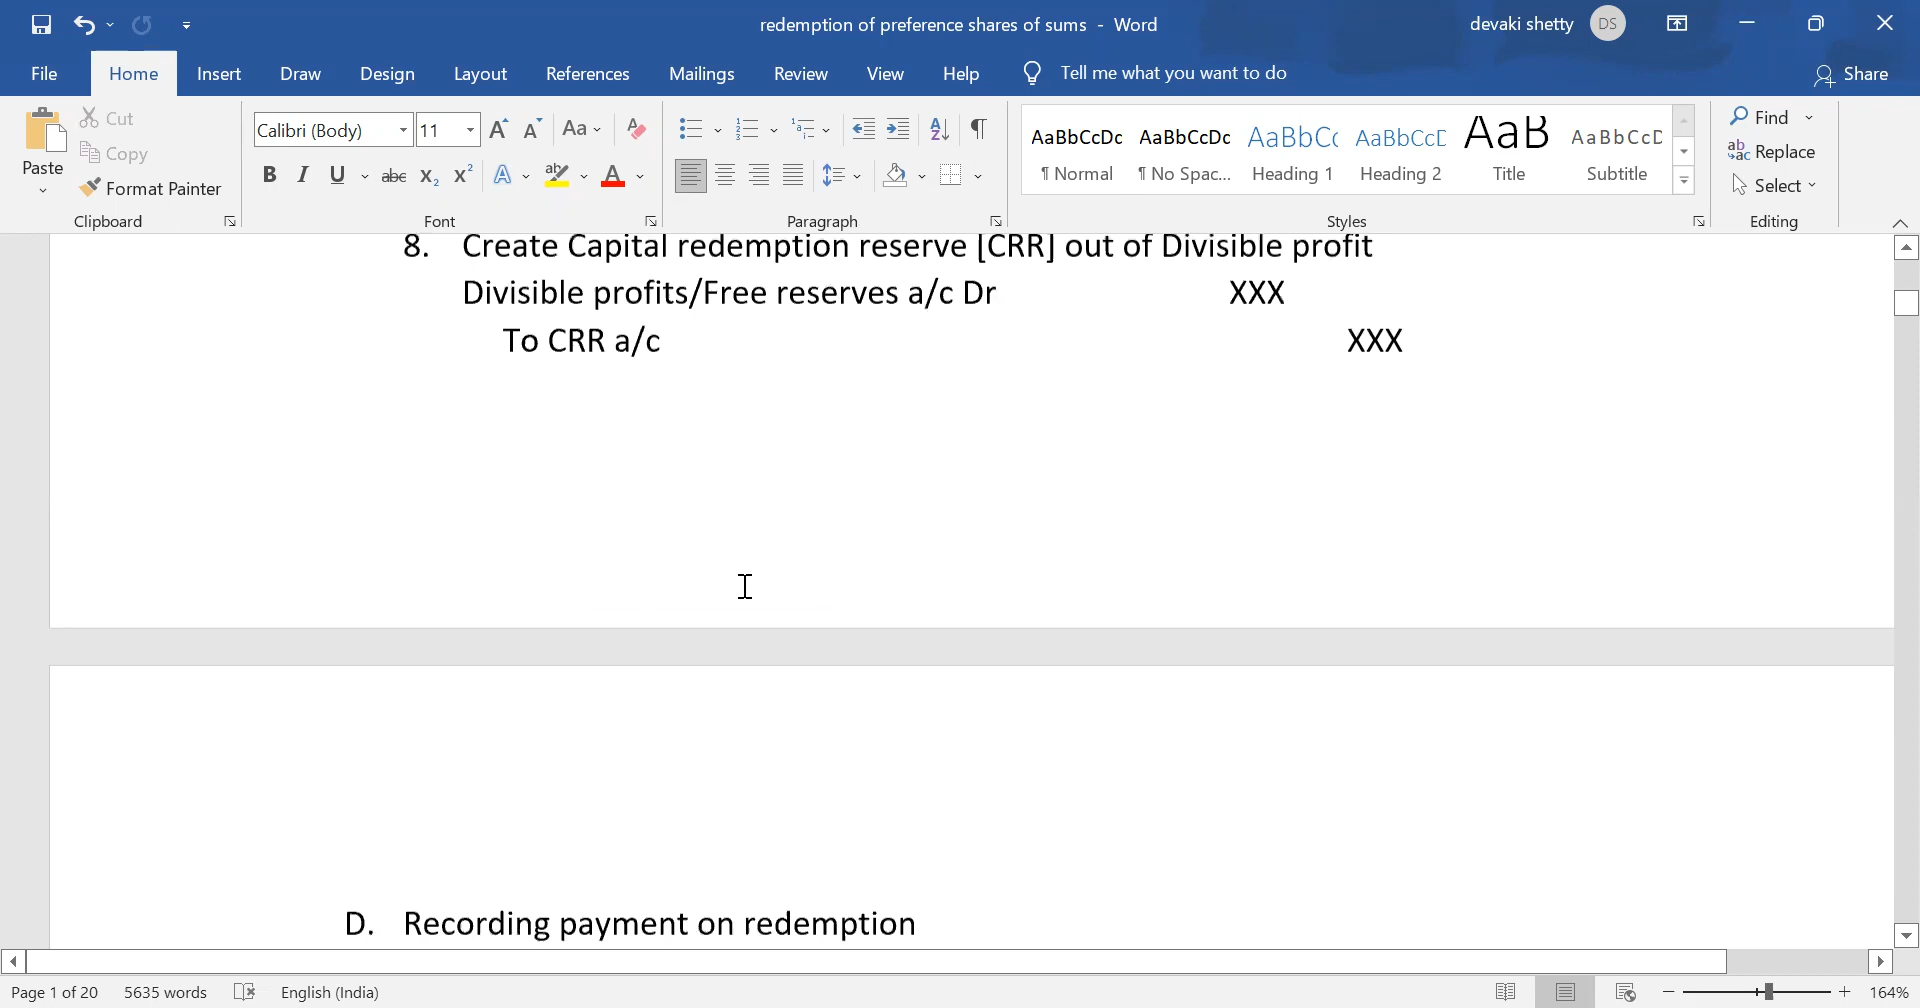 redemption of preference shares of sums - Word
devaki shetty DS
File Home Insert Draw Design Layout References Mailings Review View Help Tell me what you want to do Share
Paste
Cut
Copy
Format Painter
Clipboard
Calibri (Body) 11
Font
Paragraph
AaBbCcDc AaBbCcDc AaBbCc AaBbCcD AaB AaBbCcD
¶ Normal ¶ No Spac... Heading 1 Heading 2 Title Subtitle
Styles
Find
Replace
Select
Editing
8. Create Capital redemption reserve [CRR] out of Divisible profit
Divisible profits/Free reserves a/c Dr XXX
To CRR a/c XXX
D. Recording payment on redemption
Page 1 of 20 5635 words English (India) 164%